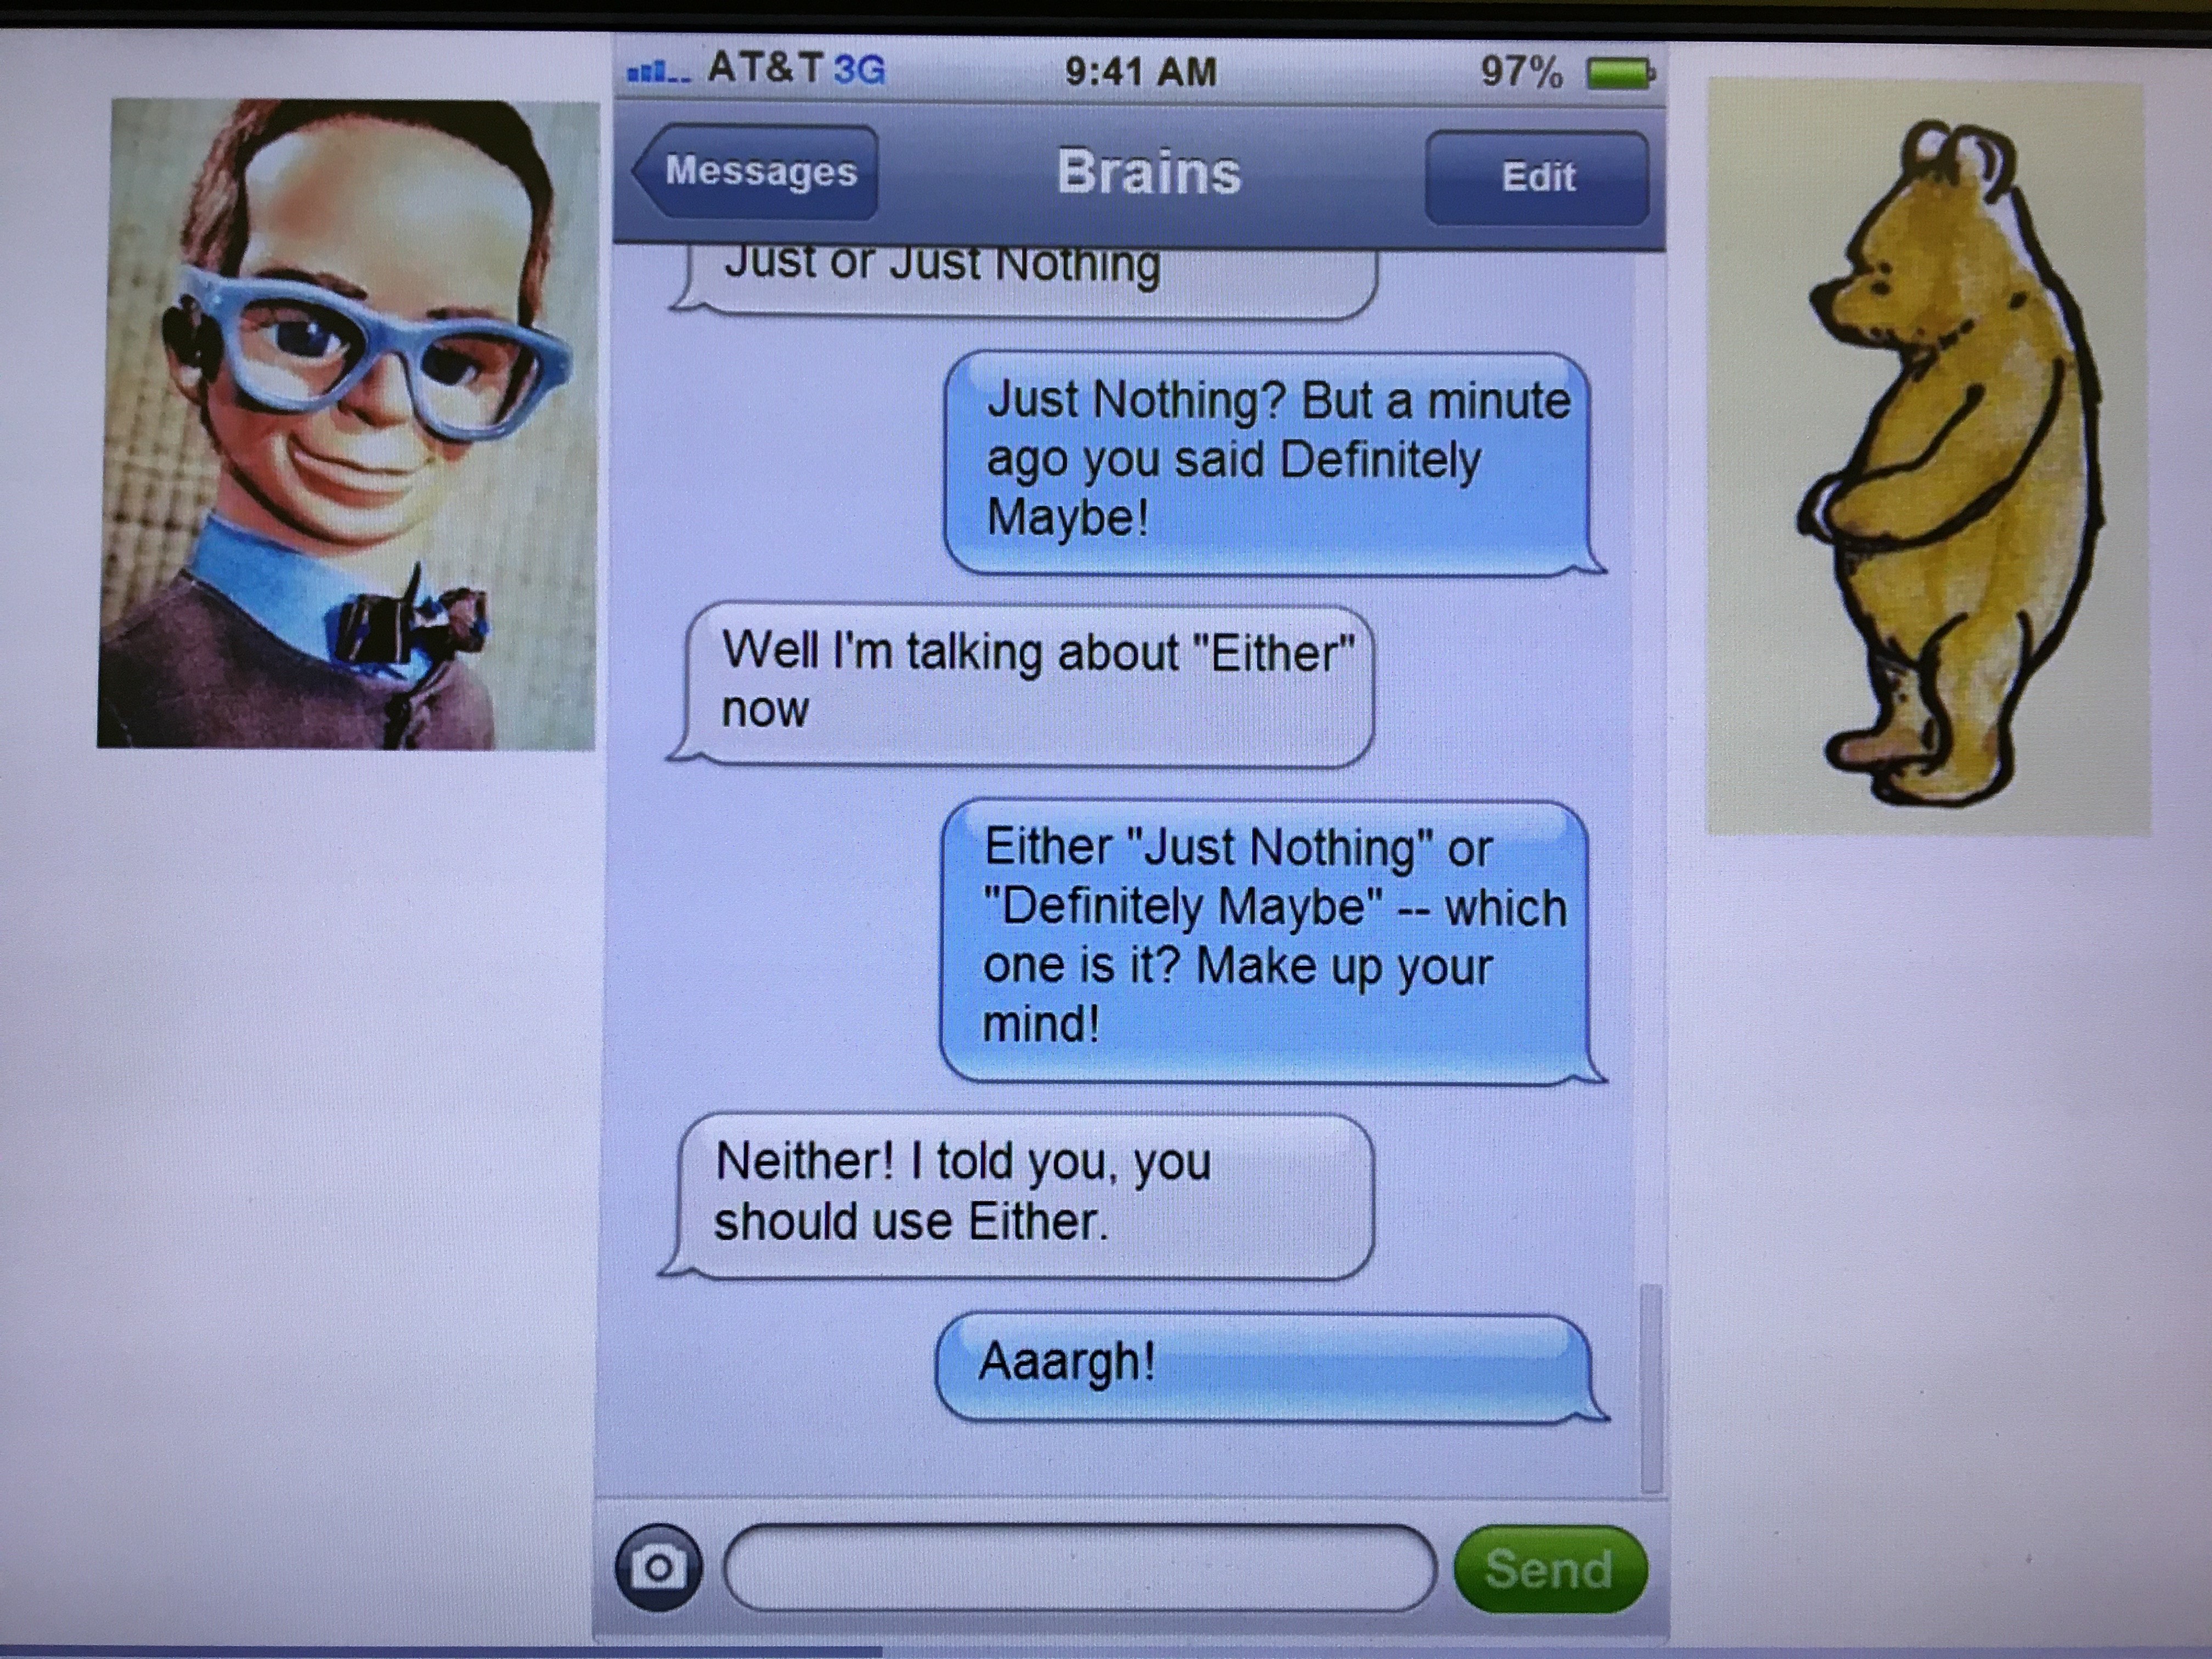 AT&T 3G 9:41 AM 97%
Messages Brains Edit
Just or Just Nothing
Just Nothing? But a minute
ago you said Definitely
Maybe!
Well I'm talking about "Either"
now
Either "Just Nothing" or
"Definitely Maybe" -- which
one is it? Make up your
mind!
Neither! I told you, you
should use Either.
Aaargh!
Send